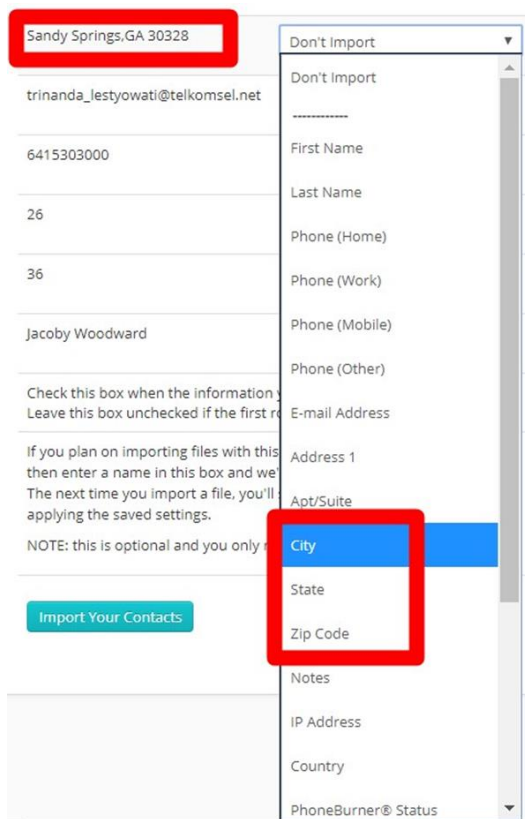 Sandy Springs,GA 30328
Don't Import
trinanda_lestyowati@telkomsel.net
6415303000
26
36
Jacoby Woodward
Check this box when the information
Leave this box unchecked if the first
If you plan on importing files with this
then enter a name in this box and we'
The next time you import a file, you'll
applying the saved settings.
NOTE: this is optional and you only
Import Your Contacts
Don't Import
------------
First Name
Last Name
Phone (Home)
Phone (Work)
Phone (Mobile)
Phone (Other)
E-mail Address
Address 1
Apt/Suite
City
State
Zip Code
Notes
IP Address
Country
PhoneBurner® Status